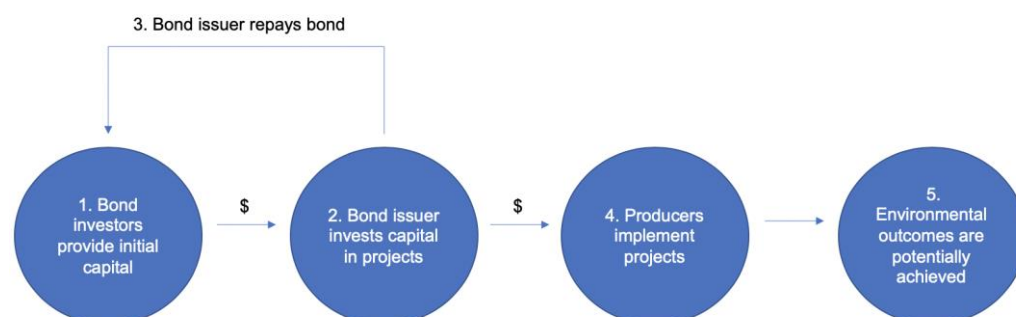 3. Bond issuer repays bond
1. Bond
investors
provide initial
capital
$
2. Bond issuer
invests capital
in projects
$
4. Producers
implement
projects
5.
Environmental
outcomes are
potentially
achieved